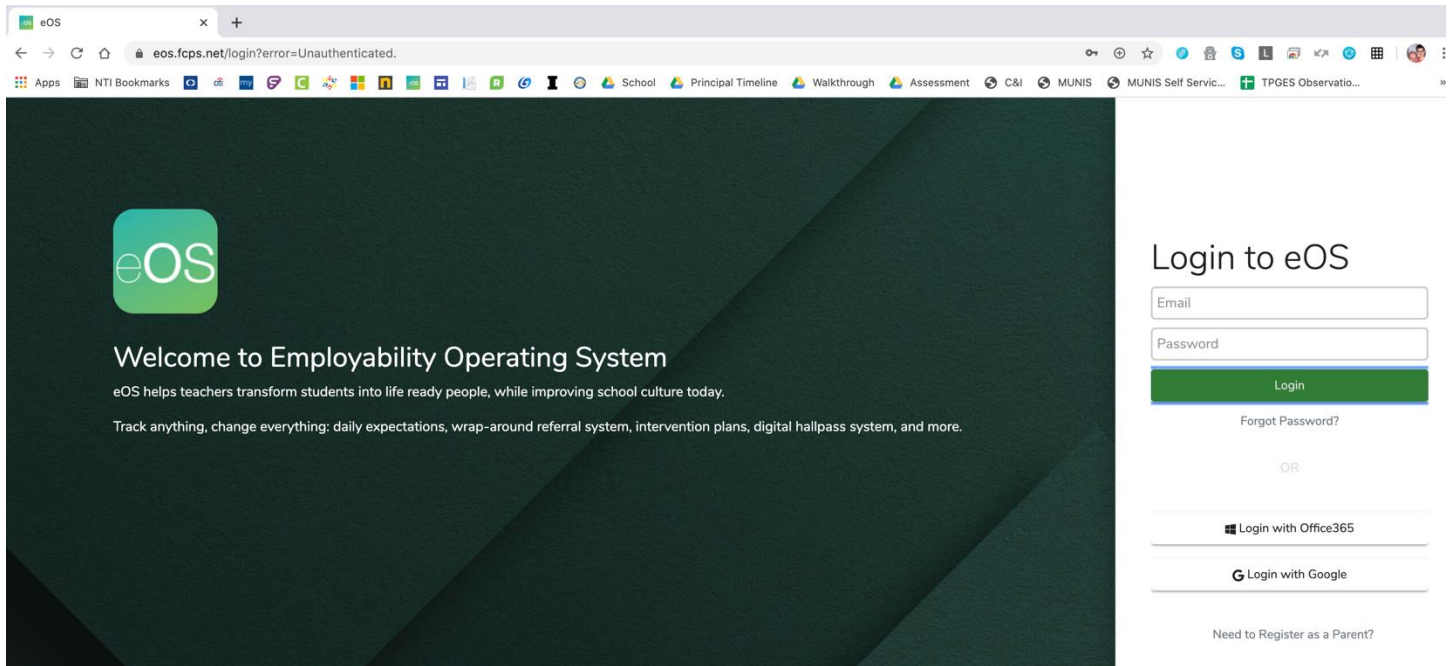 eOS
eos.fcps.net/login?error=Unauthenticated.
Apps NTI Bookmarks School Principal Timeline Walkthrough Assessment C&I MUNIS MUNIS Self Servic... TPGES Observatio... »
eOS
Login to eOS
Email
Password
Welcome to Employability Operating System
Login
eOS helps teachers transform students into life ready people, while improving school culture today.
Forgot Password?
Track anything, change everything: daily expectations, wrap-around referral system, intervention plans, digital hallpass system, and more.
OR
Login with Office365
G Login with Google
Need to Register as a Parent?